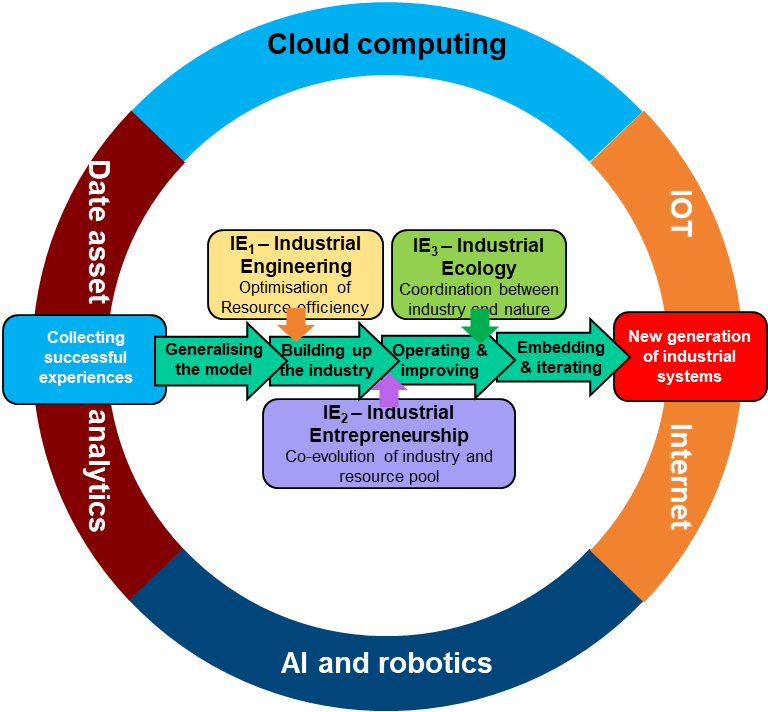 Cloud computing
Date asset
analytics
IOT
Internet
IE₁ – Industrial
Engineering
Optimisation of
Resource efficiency
IE₃ – Industrial
Ecology
Coordination between
industry and nature
Collecting
successful
experiences
Generalising
the model
Building up
the industry
Operating &
improving
Embedding
& iterating
New generation
of industrial
systems
IE₂ – Industrial
Entrepreneurship
Co-evolution of industry and
resource pool
AI and robotics